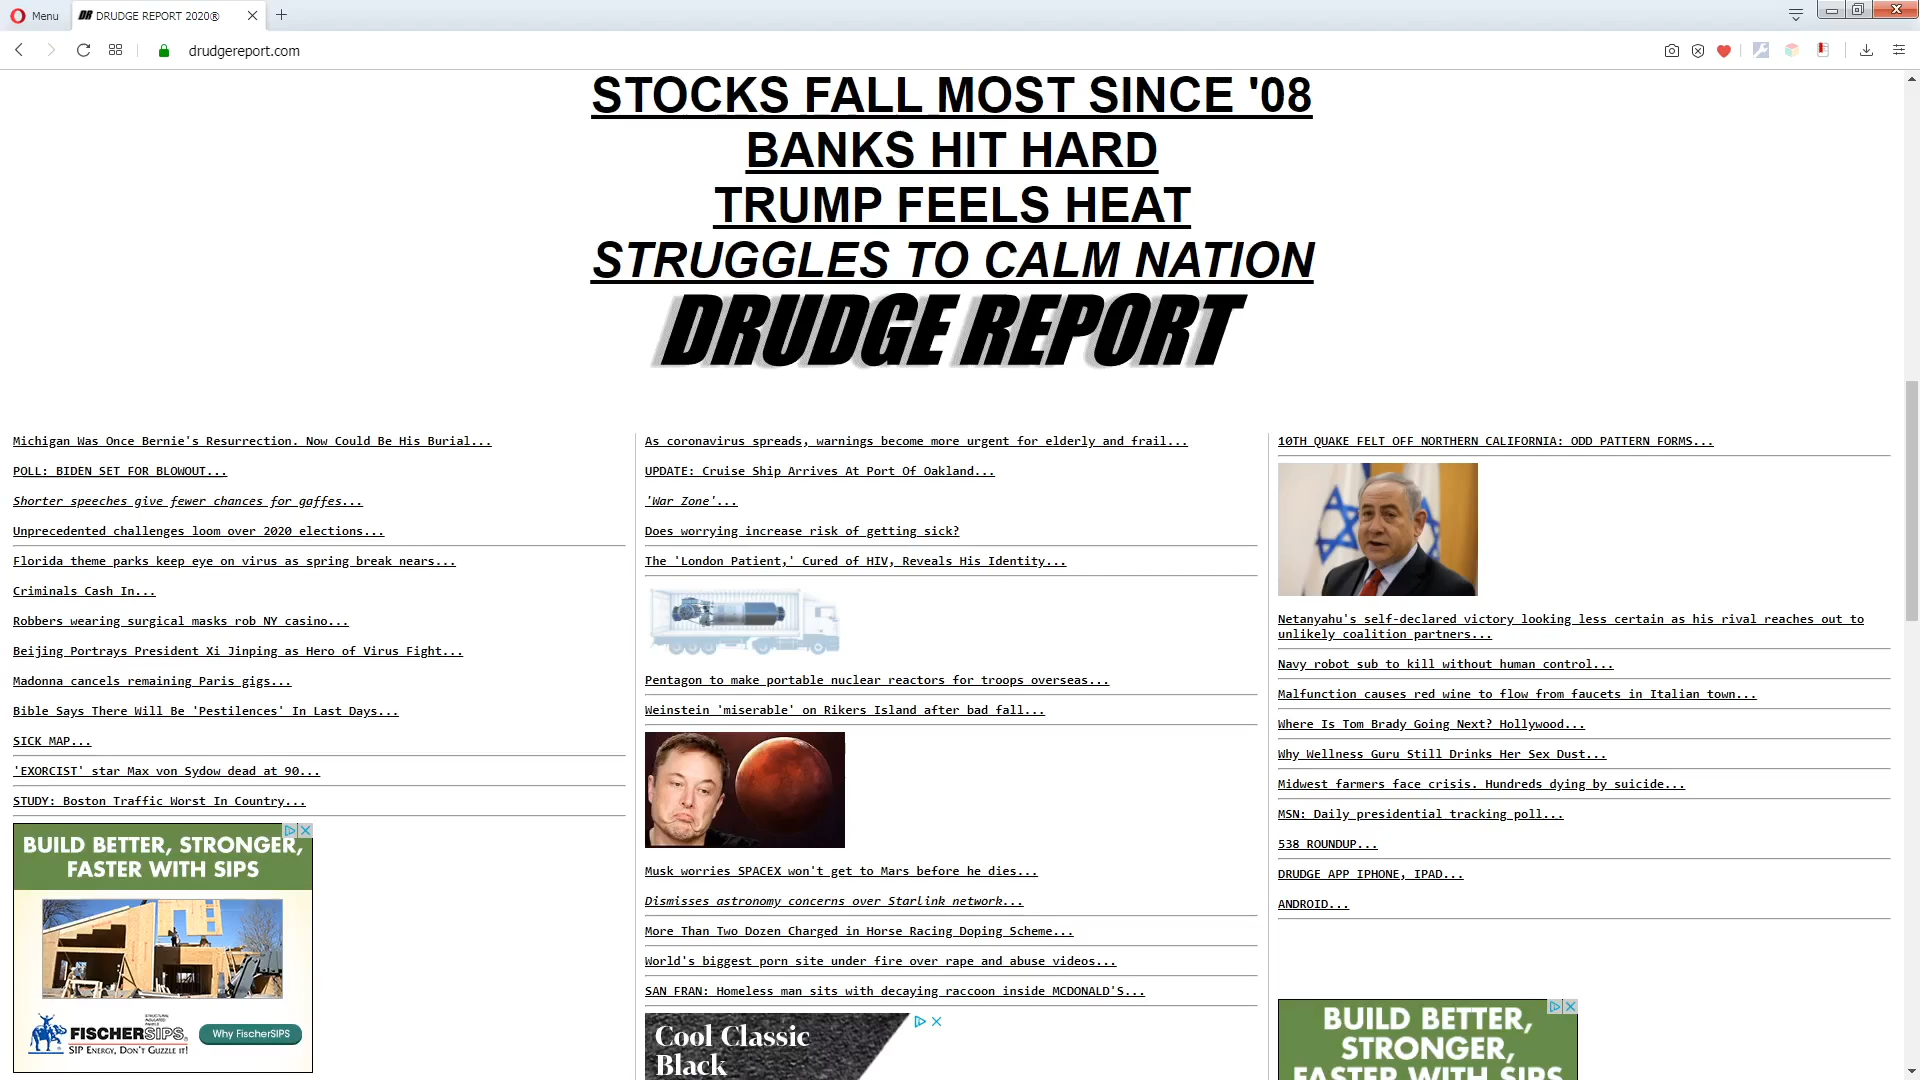 Menu
DR DRUDGE REPORT 2020®
drudgereport.com
STOCKS FALL MOST SINCE '08
BANKS HIT HARD
TRUMP FEELS HEAT
STRUGGLES TO CALM NATION
DRUDGE REPORT
Michigan Was Once Bernie's Resurrection. Now Could Be His Burial...
POLL: BIDEN SET FOR BLOWOUT...
Shorter speeches give fewer chances for gaffes...
Unprecedented challenges loom over 2020 elections...
Florida theme parks keep eye on virus as spring break nears...
Criminals Cash In...
Robbers wearing surgical masks rob NY casino...
Beijing Portrays President Xi Jinping as Hero of Virus Fight...
Madonna cancels remaining Paris gigs...
Bible Says There Will Be 'Pestilences' In Last Days...
SICK MAP...
'EXORCIST' star Max von Sydow dead at 90...
STUDY: Boston Traffic Worst In Country...
BUILD BETTER, STRONGER,
FASTER WITH SIPS
STRUCTURAL
INSULATED
PANELS
FISCHERSIPS.
SIP ENERGY, DON'T GUZZLE IT!
Why FischerSIPS
As coronavirus spreads, warnings become more urgent for elderly and frail...
UPDATE: Cruise Ship Arrives At Port Of Oakland...
'War Zone'...
Does worrying increase risk of getting sick?
The 'London Patient,' Cured of HIV, Reveals His Identity...
Pentagon to make portable nuclear reactors for troops overseas...
Weinstein 'miserable' on Rikers Island after bad fall...
Musk worries SPACEX won't get to Mars before he dies...
Dismisses astronomy concerns over Starlink network...
More Than Two Dozen Charged in Horse Racing Doping Scheme...
World's biggest porn site under fire over rape and abuse videos...
SAN FRAN: Homeless man sits with decaying raccoon inside MCDONALD'S...
Cool Classic
Black
10TH QUAKE FELT OFF NORTHERN CALIFORNIA: ODD PATTERN FORMS...
Netanyahu's self-declared victory looking less certain as his rival reaches out to
unlikely coalition partners...
Navy robot sub to kill without human control...
Malfunction causes red wine to flow from faucets in Italian town...
Where Is Tom Brady Going Next? Hollywood...
Why Wellness Guru Still Drinks Her Sex Dust...
Midwest farmers face crisis. Hundreds dying by suicide...
MSN: Daily presidential tracking poll...
538 ROUNDUP...
DRUDGE APP IPHONE, IPAD...
ANDROID...
BUILD BETTER,
STRONGER,
FASTER WITH SIPS